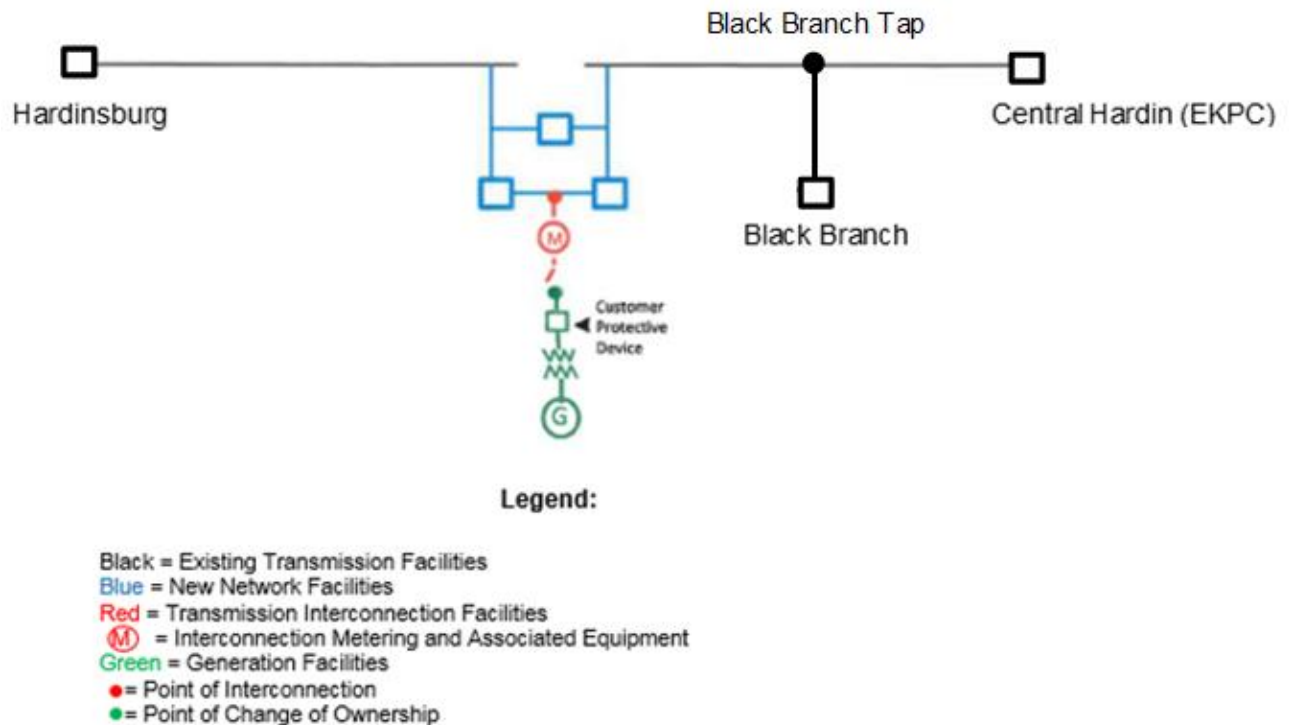 Black Branch Tap
Hardinsburg
Central Hardin (EKPC)
Black Branch
M
Customer
Protective
Device
G
Legend:
Black = Existing Transmission Facilities
Blue = New Network Facilities
Red = Transmission Interconnection Facilities
M = Interconnection Metering and Associated Equipment
Green = Generation Facilities
= Point of Interconnection
= Point of Change of Ownership